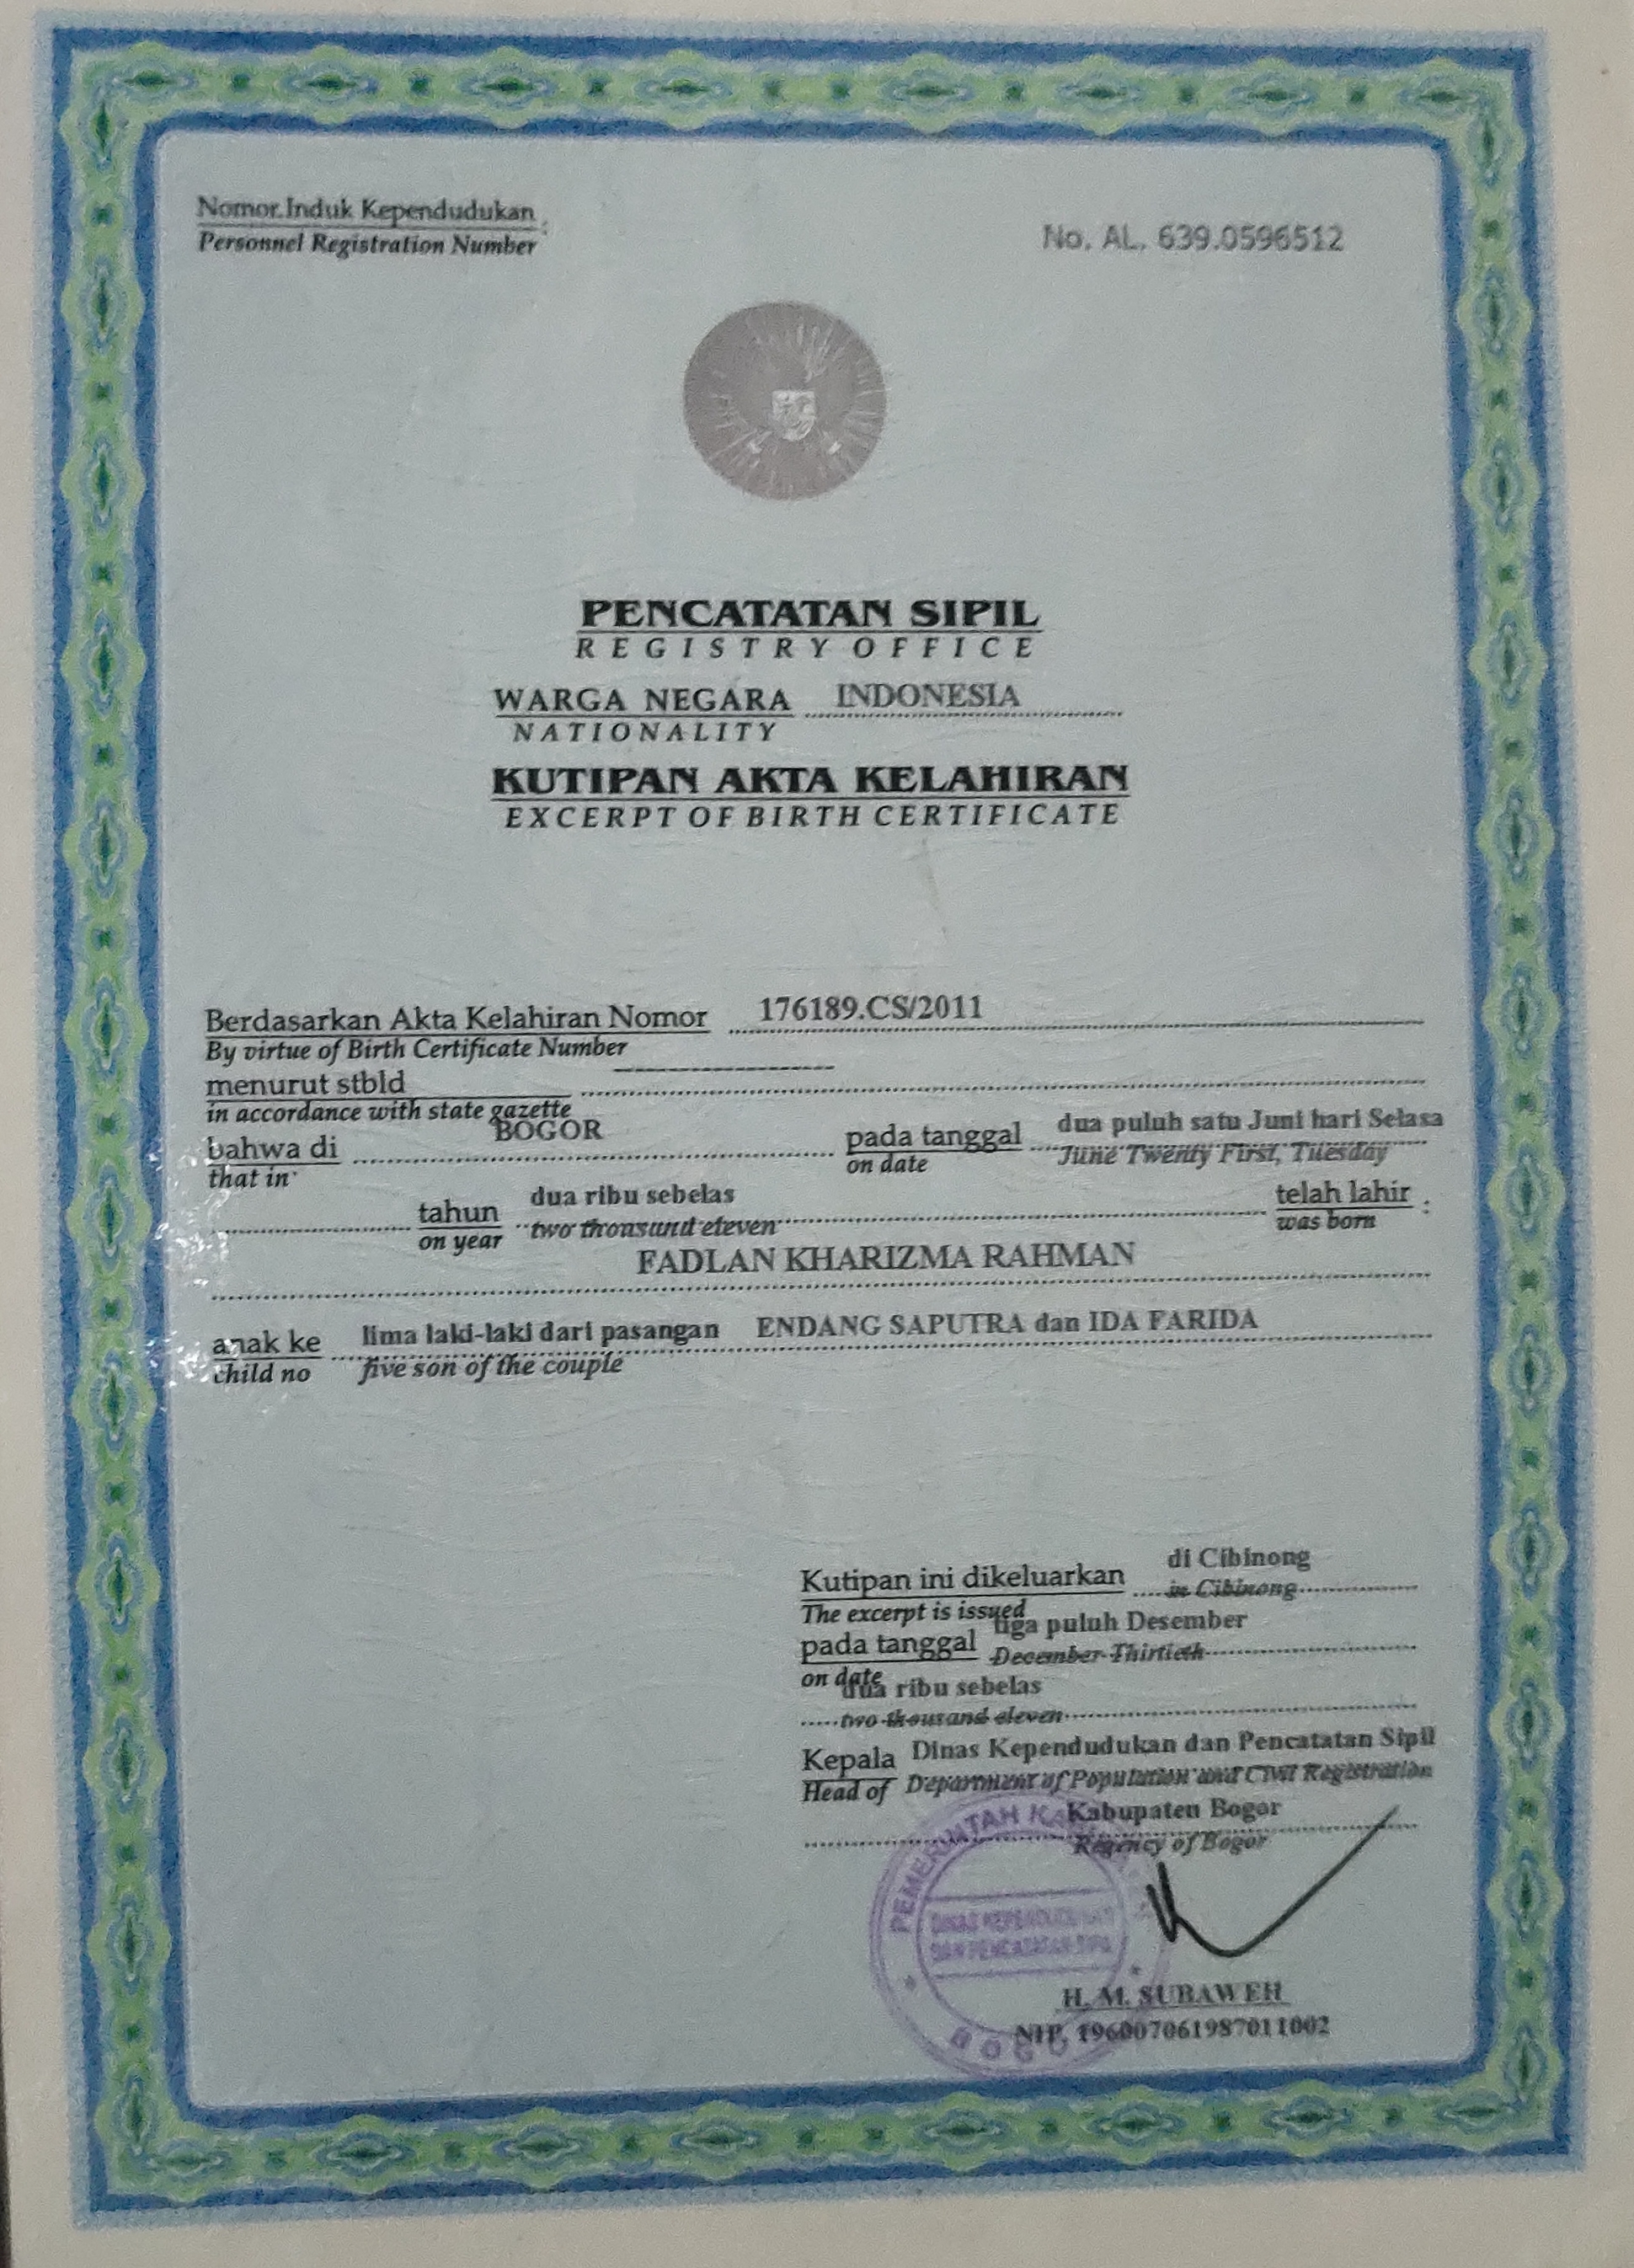 Nomor Induk Kependudukan :
Personnel Registration Number
No. AL. 639.0596512
PENCATATAN SIPIL
REGISTRY OFFICE
WARGA NEGARA INDONESIA
NATIONALITY
KUTIPAN AKTA KELAHIRAN
EXCERPT OF BIRTH CERTIFICATE
Berdasarkan Akta Kelahiran Nomor 176189.CS/2011
By virtue of Birth Certificate Number
menurut stbld
in accordance with state gazette
bahwa di BOGOR pada tanggal dua puluh satu Juni hari Selasa
that in on date June Twenty First, Tuesday
tahun dua ribu sebelas telah lahir :
on year two thousand eleven was born
FADLAN KHARIZMA RAHMAN
anak ke lima laki-laki dari pasangan ENDANG SAPUTRA dan IDA FARIDA
child no five son of the couple
Kutipan ini dikeluarkan di Cibinong
The excerpt is issued in Cibinong
pada tanggal tiga puluh Desember
on date December Thirtieth
dua ribu sebelas
two thousand eleven
Kepala Dinas Kependudukan dan Pencatatan Sipil
Head of Department of Population and Civil Registration
Kabupaten Bogor
Regency of Bogor
PEMERINTAH
DINAS KEPENDUDUKAN
DAN PENCATATAN SIPIL
BOGOR
H. M. SUBAWEH
NIP. 196007061987011002